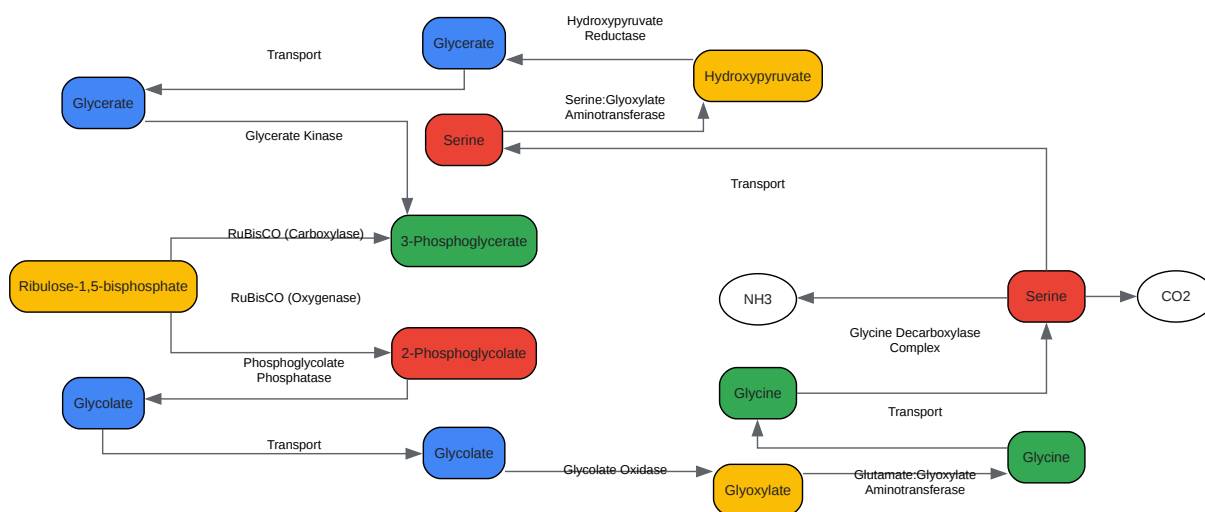 Hydroxypyruvate
Reductase
Glycerate
Transport
Hydroxypyruvate
Glycerate
Serine:Glyoxylate
Aminotransferase
Glycerate Kinase
Serine
Transport
RuBisCO (Carboxylase)
3-Phosphoglycerate
Ribulose-1,5-bisphosphate
RuBisCO (Oxygenase)
NH3
Serine
CO2
Glycine Decarboxylase
Complex
2-Phosphoglycolate
Phosphoglycolate
Phosphatase
Glycine
Glycolate
Transport
Transport
Glycolate
Glycine
Glycolate Oxidase
Glutamate:Glyoxylate
Aminotransferase
Glyoxylate